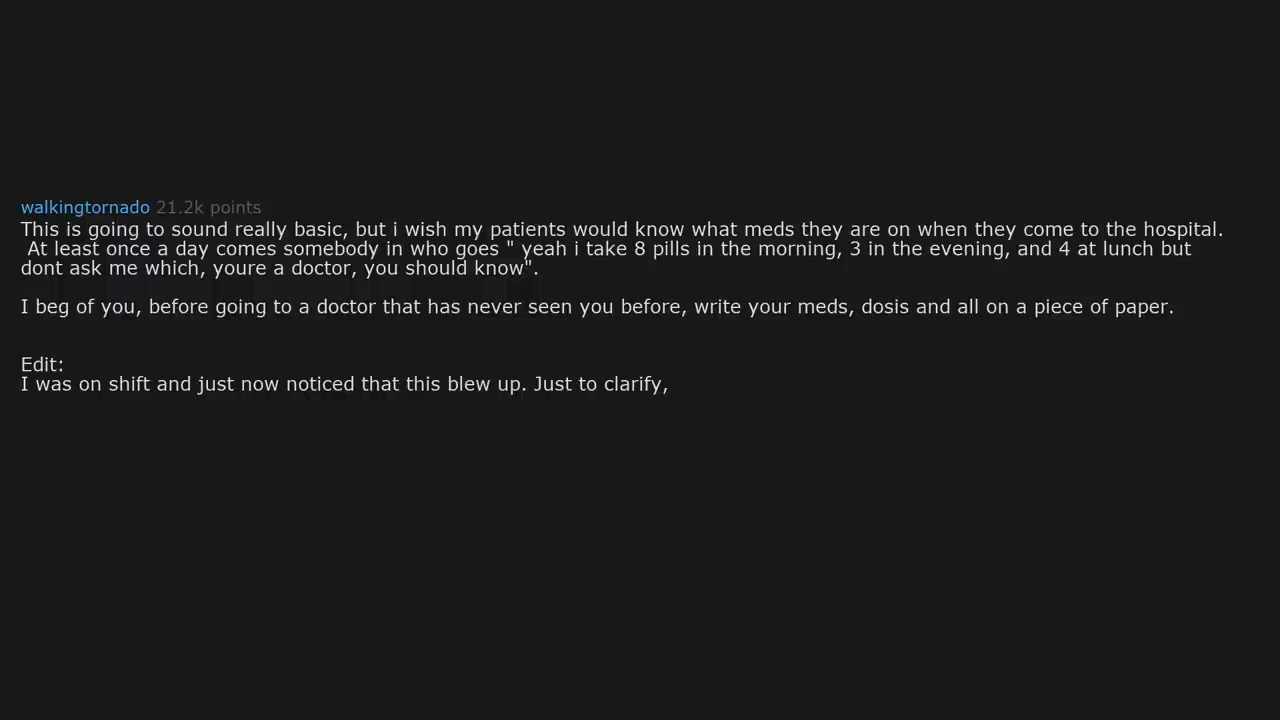 walkingtornado 21.2k points
This is going to sound really basic, but i wish my patients would know what meds they are on when they come to the hospital.
At least once a day comes somebody in who goes " yeah i take 8 pills in the morning, 3 in the evening, and 4 at lunch but
dont ask me which, youre a doctor, you should know".
I beg of you, before going to a doctor that has never seen you before, write your meds, dosis and all on a piece of paper.
Edit:
I was on shift and just now noticed that this blew up. Just to clarify,